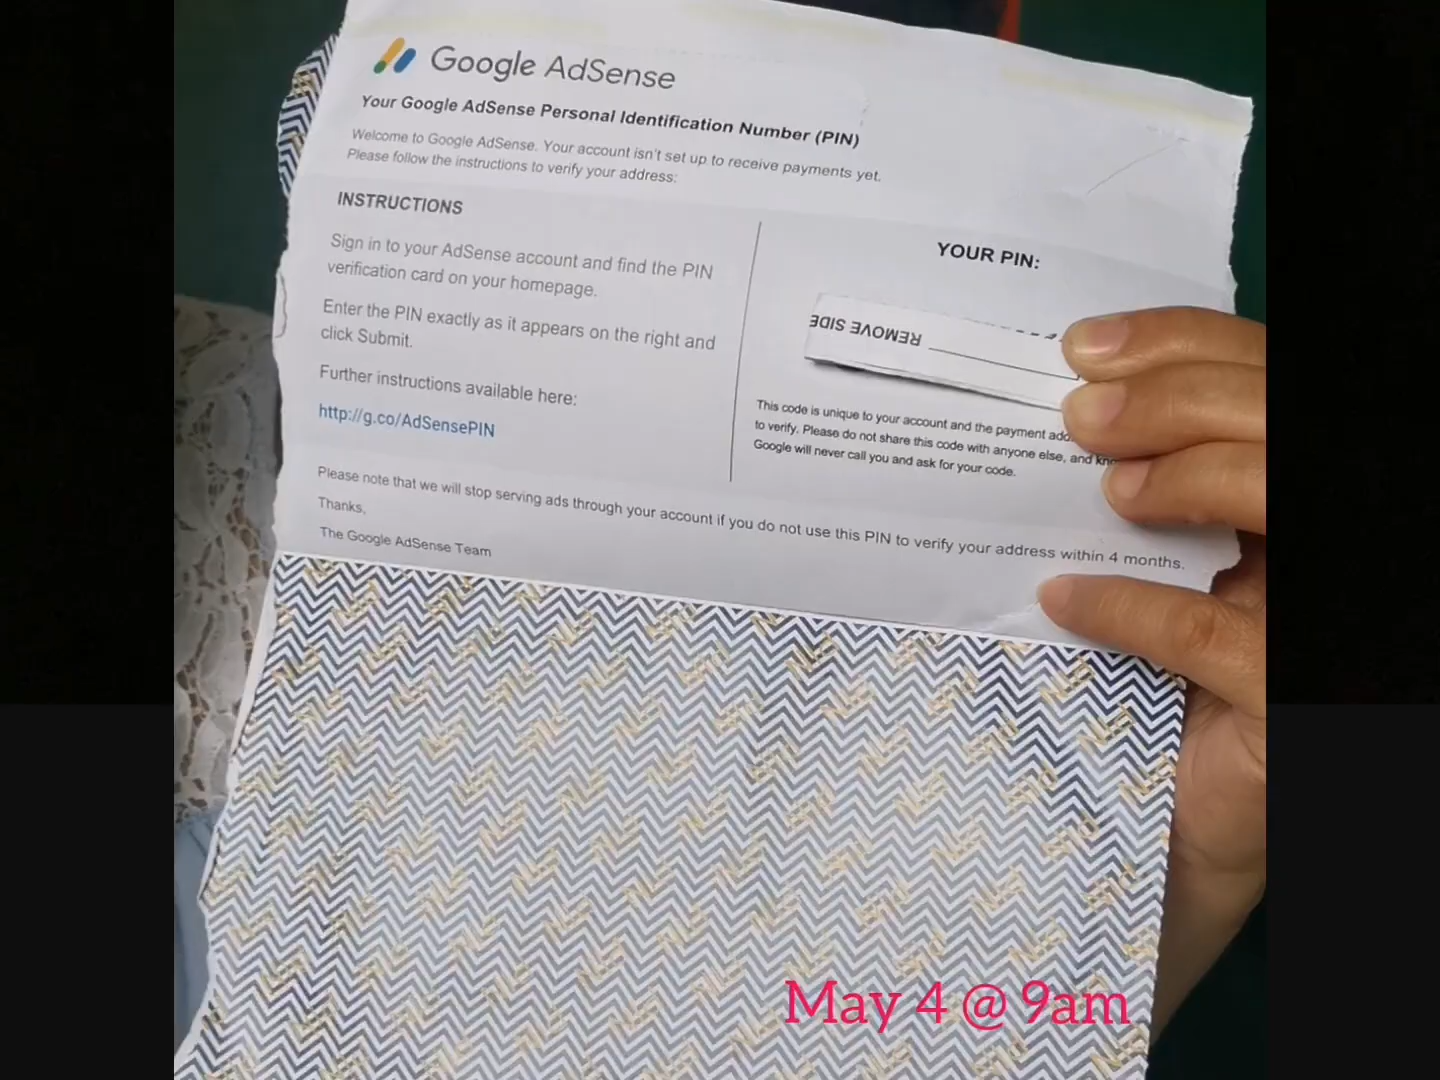 Google AdSense
Your Google AdSense Personal Identification Number (PIN)
Welcome to Google AdSense. Your account isn't set up to receive payments yet.
Please follow the instructions to verify your address:
INSTRUCTIONS
Sign in to your AdSense account and find the PIN
verification card on your homepage.
Enter the PIN exactly as it appears on the right and
click Submit.
Further instructions available here:
http://g.co/AdSensePIN
YOUR PIN:
REMOVE SIDE
This code is unique to your account and the payment
to verify. Please do not share this code with anyone else, and
Google will never call you and ask for your code.
Please note that we will stop serving ads through your account if you do not use this PIN to verify your address within 4 months.
Thanks,
The Google AdSense Team
May 4 @ 9am